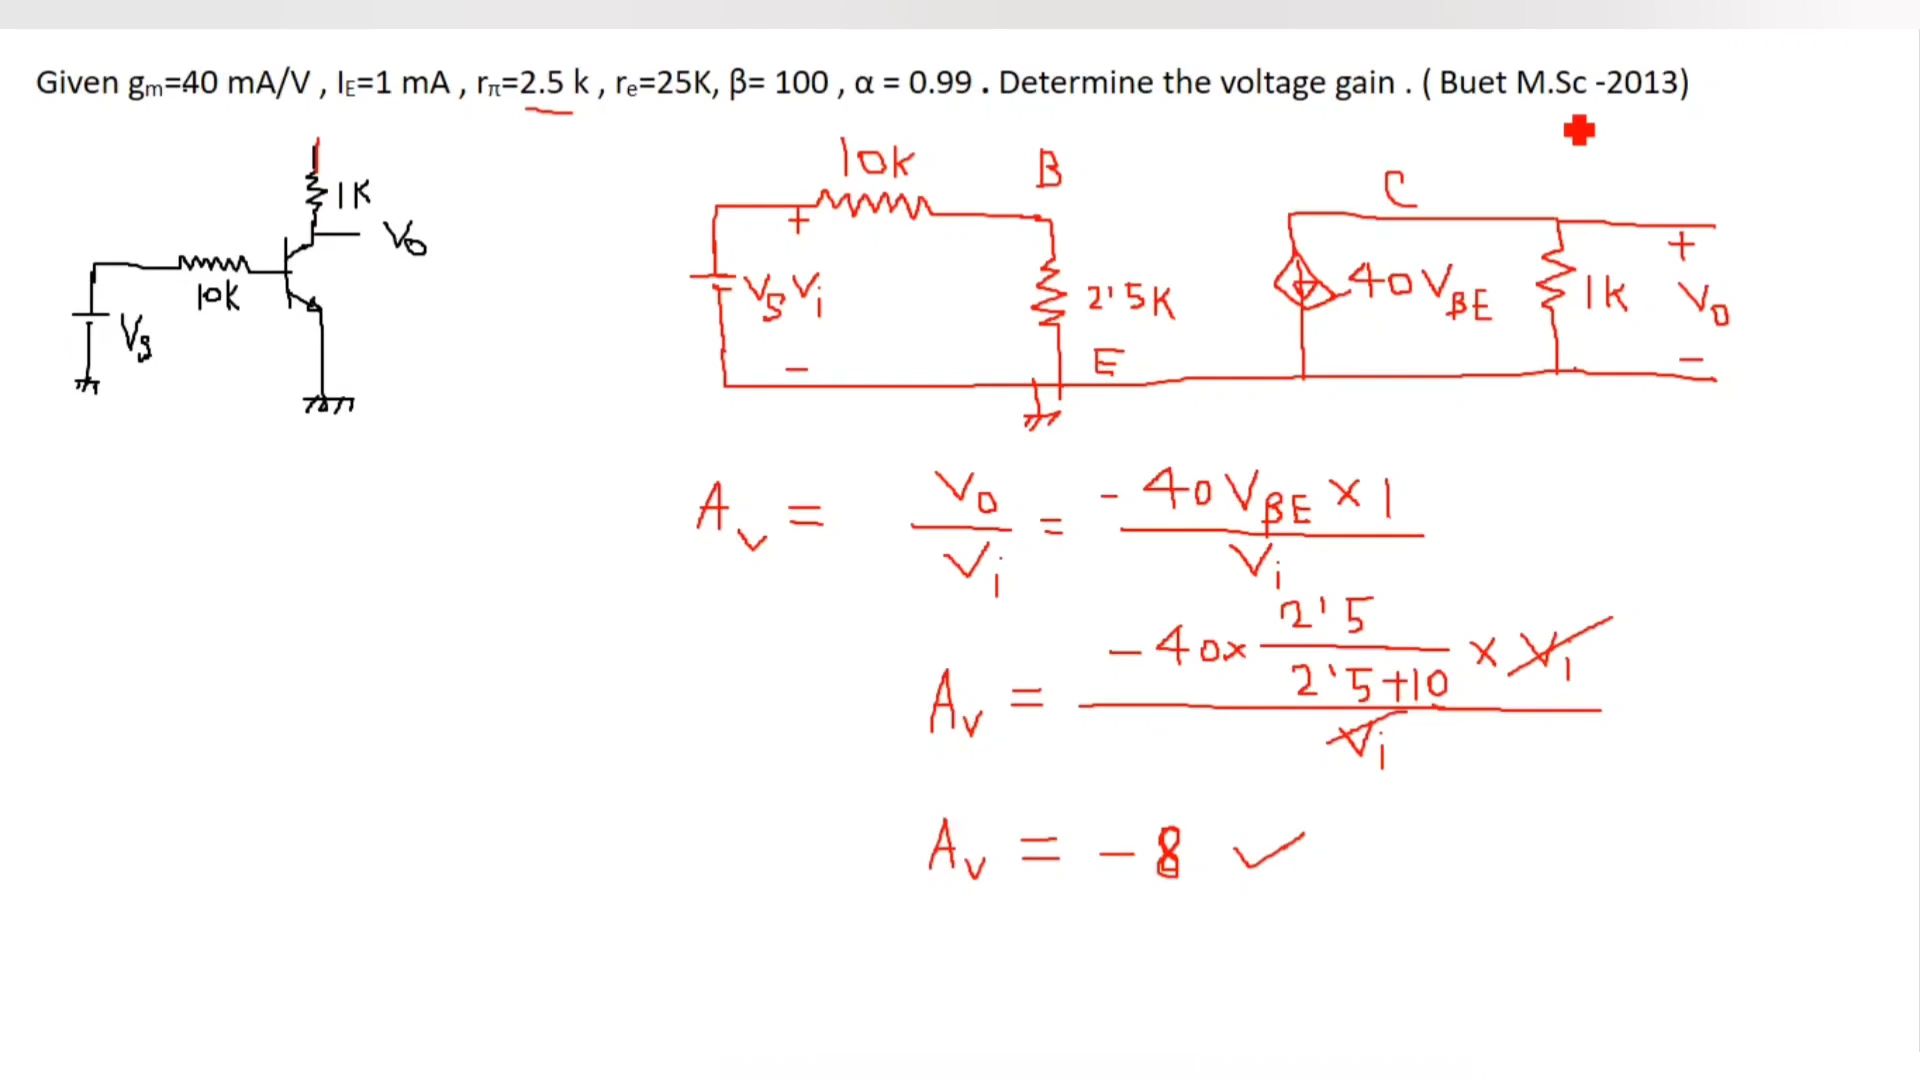 Given gm=40 mA/V , IE=1 mA , rπ=2.5 k , re=25K, β= 100 , α = 0.99 . Determine the voltage gain . ( Buet M.Sc -2013)
1K
Vo
10K
Vs
10K
B
C
+
Vs Vi
-
2'5K
E
40VBE
1K
+
Vo
-
Av = Vo/Vi = - 40VBE × 1 / Vi
Av = - 40× 2'5 / 2'5+10 × Vi / Vi
Av = - 8 ✓